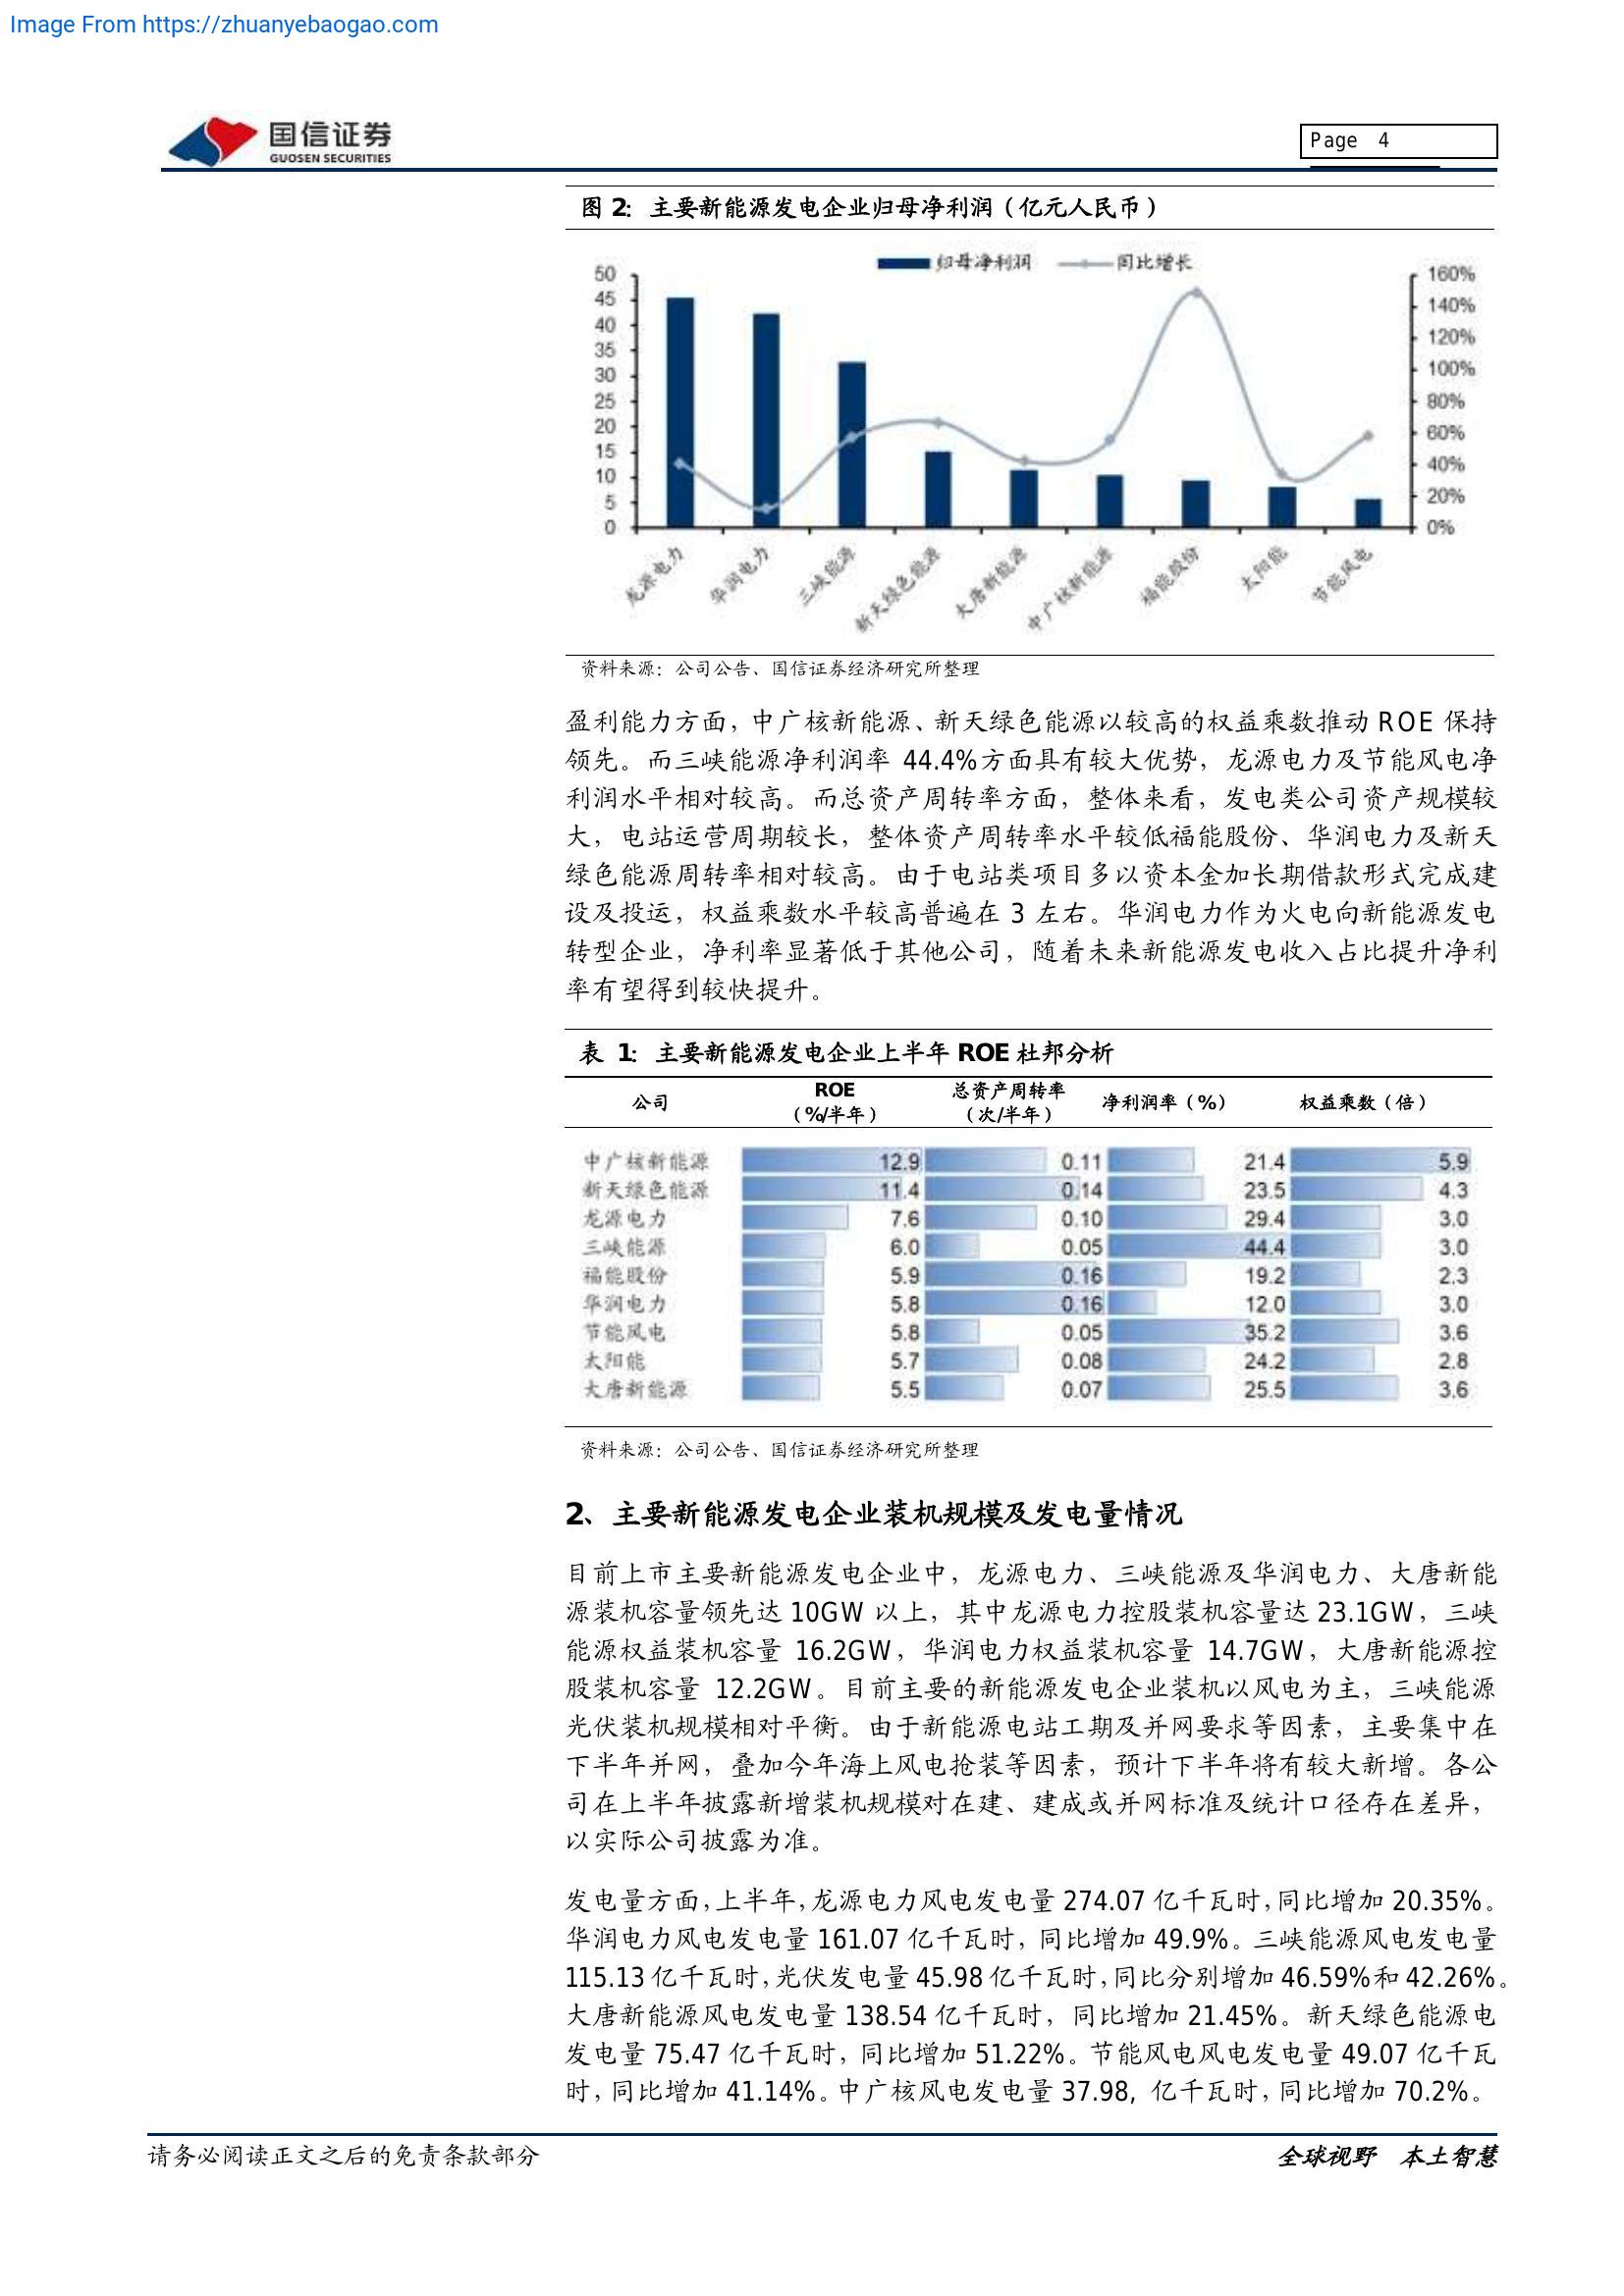 Image From https://zhuanyebaogao.com
国信证券
GUOSEN SECURITIES
Page 4
图 2: 主要新能源发电企业归母净利润（亿元人民币）
归母净利润 同比增长
50 160%
45 140%
40 120%
35 100%
30 80%
25 60%
20 40%
15 20%
10 0%
5
0
龙源电力 华润电力 三峡能源 新天绿色能源 大唐新能源 中广核新能源 福能股份 太阳能 节能风电
资料来源：公司公告、国信证券经济研究所整理
盈利能力方面，中广核新能源、新天绿色能源以较高的权益乘数推动 ROE 保持
领先。而三峡能源净利润率 44.4%方面具有较大优势，龙源电力及节能风电净
利润水平相对较高。而总资产周转率方面，整体来看，发电类公司资产规模较
大，电站运营周期较长，整体资产周转率水平较低福能股份、华润电力及新天
绿色能源周转率相对较高。由于电站类项目多以资本金加长期借款形式完成建
设及投运，权益乘数水平较高普遍在 3 左右。华润电力作为火电向新能源发电
转型企业，净利率显著低于其他公司，随着未来新能源发电收入占比提升净利
率有望得到较快提升。
表 1: 主要新能源发电企业上半年 ROE 杜邦分析
公司 ROE（%/半年） 总资产周转率（次/半年） 净利润率（%） 权益乘数（倍）
中广核新能源 12.9 0.11 21.4 5.9
新天绿色能源 11.4 0.14 23.5 4.3
龙源电力 7.6 0.10 29.4 3.0
三峡能源 6.0 0.05 44.4 3.0
福能股份 5.9 0.16 19.2 2.3
华润电力 5.8 0.16 12.0 3.0
节能风电 5.8 0.05 35.2 3.6
太阳能 5.7 0.08 24.2 2.8
大唐新能源 5.5 0.07 25.5 3.6
资料来源：公司公告、国信证券经济研究所整理
2、主要新能源发电企业装机规模及发电量情况
目前上市主要新能源发电企业中，龙源电力、三峡能源及华润电力、大唐新能
源装机容量领先达 10GW 以上，其中龙源电力控股装机容量达 23.1GW，三峡
能源权益装机容量 16.2GW，华润电力权益装机容量 14.7GW，大唐新能源控
股装机容量 12.2GW。目前主要的新能源发电企业装机以风电为主，三峡能源
光伏装机规模相对平衡。由于新能源电站工期及并网要求等因素，主要集中在
下半年并网，叠加今年海上风电抢装等因素，预计下半年将有较大新增。各公
司在上半年披露新增装机规模对在建、建成或并网标准及统计口径存在差异，
以实际公司披露为准。
发电量方面，上半年，龙源电力风电发电量 274.07 亿千瓦时，同比增加 20.35%。
华润电力风电发电量 161.07 亿千瓦时，同比增加 49.9%。三峡能源风电发电量
115.13 亿千瓦时，光伏发电量 45.98 亿千瓦时，同比分别增加 46.59%和 42.26%。
大唐新能源风电发电量 138.54 亿千瓦时，同比增加 21.45%。新天绿色能源电
发电量 75.47 亿千瓦时，同比增加 51.22%。节能风电风电发电量 49.07 亿千瓦
时，同比增加 41.14%。中广核风电发电量 37.98, 亿千瓦时，同比增加 70.2%。
请务必阅读正文之后的免责条款部分
全球视野 本土智慧